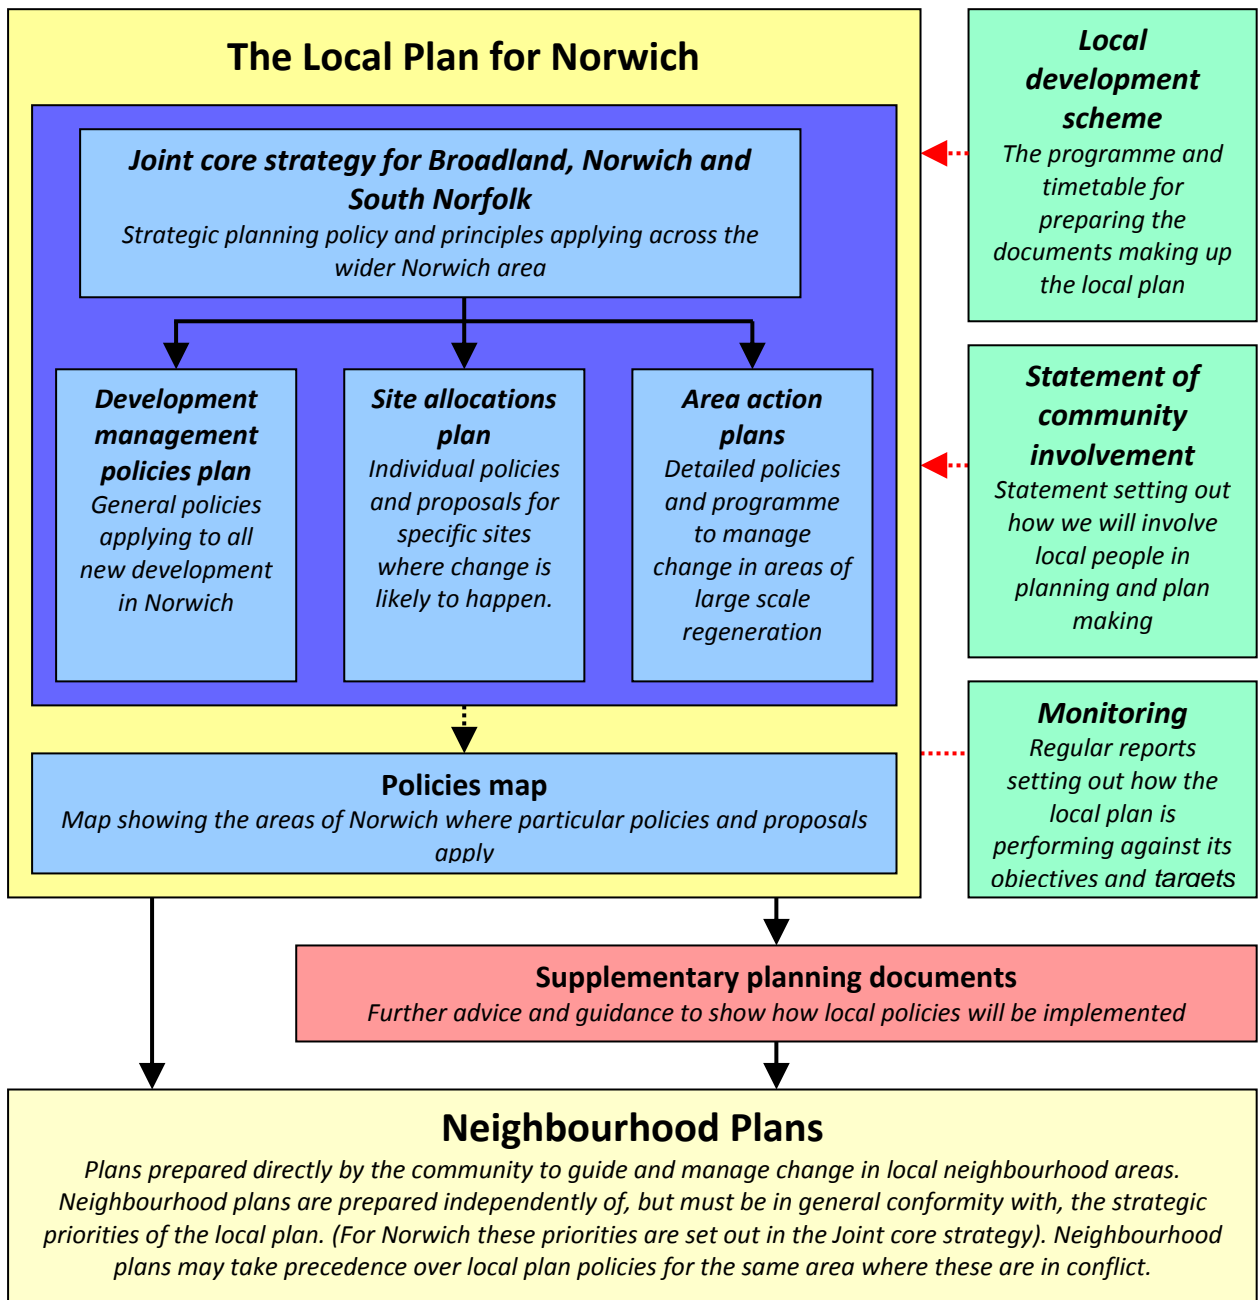 The Local Plan for Norwich
Joint core strategy for Broadland, Norwich and
South Norfolk
Strategic planning policy and principles applying across the
wider Norwich area
Development
management
policies plan
General policies
applying to all
new development
in Norwich
Site allocations
plan
Individual policies
and proposals for
specific sites
where change is
likely to happen.
Area action
plans
Detailed policies
and programme
to manage
change in areas of
large scale
regeneration
Policies map
Map showing the areas of Norwich where particular policies and proposals
apply
Local
development
scheme
The programme and
timetable for
preparing the
documents making up
the local plan
Statement of
community
involvement
Statement setting out
how we will involve
local people in
planning and plan
making
Monitoring
Regular reports
setting out how the
local plan is
performing against its
objectives and targets
Supplementary planning documents
Further advice and guidance to show how local policies will be implemented
Neighbourhood Plans
Plans prepared directly by the community to guide and manage change in local neighbourhood areas.
Neighbourhood plans are prepared independently of, but must be in general conformity with, the strategic
priorities of the local plan. (For Norwich these priorities are set out in the Joint core strategy). Neighbourhood
plans may take precedence over local plan policies for the same area where these are in conflict.